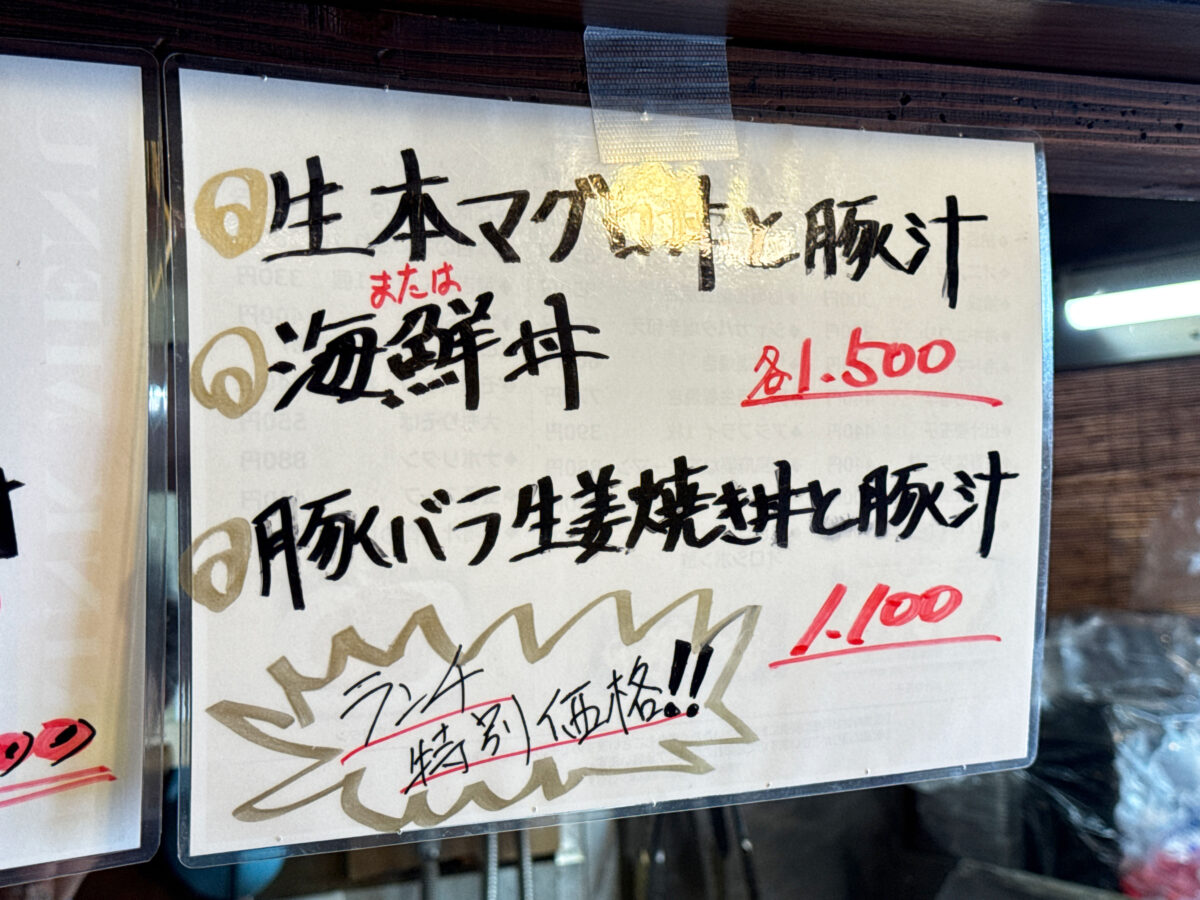 生本マグロ丼と豚汁
または
海鮮丼
各1.500
豚バラ生姜焼き丼と豚汁
1.100
ランチ
特別価格!!
00